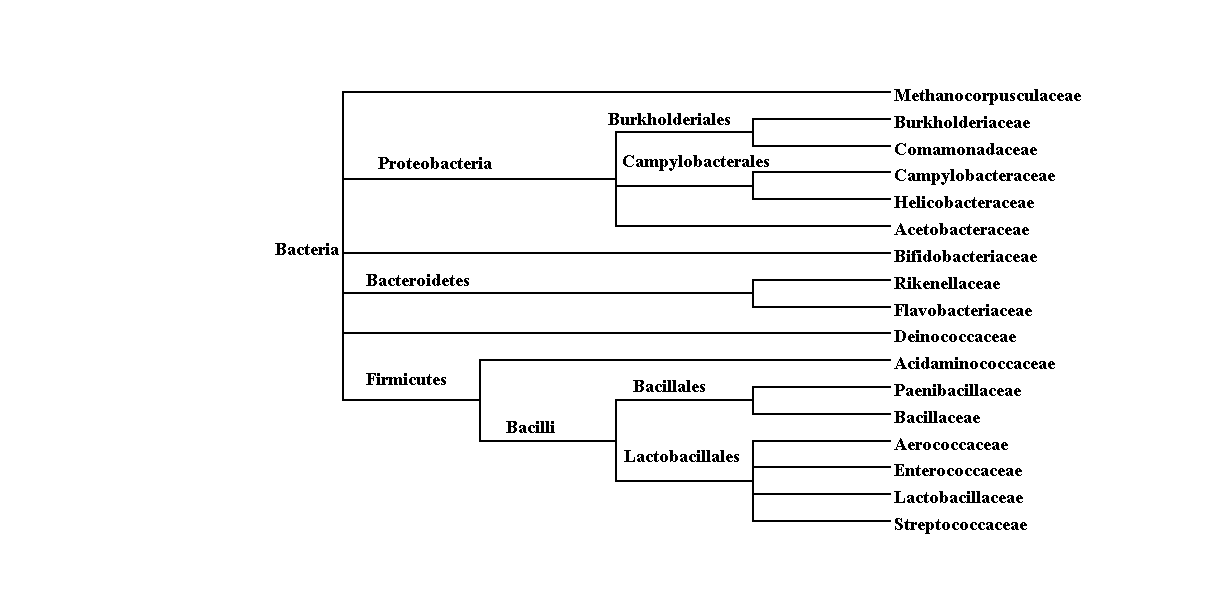 Methanocorpusculaceae
Burkholderiales
Burkholderiaceae
Comamonadaceae
Proteobacteria
Campylobacterales
Campylobacteraceae
Helicobacteraceae
Acetobacteraceae
Bacteria
Bifidobacteriaceae
Bacteroidetes
Rikenellaceae
Flavobacteriaceae
Deinococcaceae
Acidaminococcaceae
Firmicutes
Bacillales
Paenibacillaceae
Bacillaceae
Bacilli
Aerococcaceae
Lactobacillales
Enterococcaceae
Lactobacillaceae
Streptococcaceae